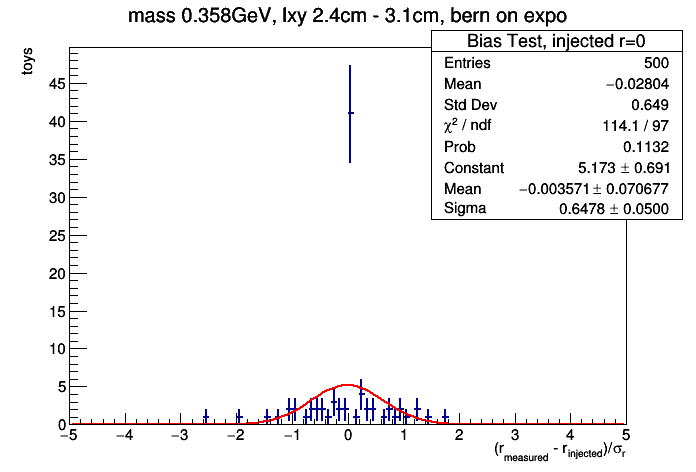 mass 0.358GeV, lxy 2.4cm - 3.1cm, bern on expo
toys
Bias Test, injected r=0
Entries 500
Mean −0.02804
Std Dev 0.649
χ² / ndf 114.1 / 97
Prob 0.1132
Constant 5.173 ± 0.691
Mean −0.003571 ± 0.070677
Sigma 0.6478 ± 0.0500
45
40
35
30
25
20
15
10
5
0
−5 −4 −3 −2 −1 0 1 2 3 4 5
(r_measured - r_injected)/σ_r